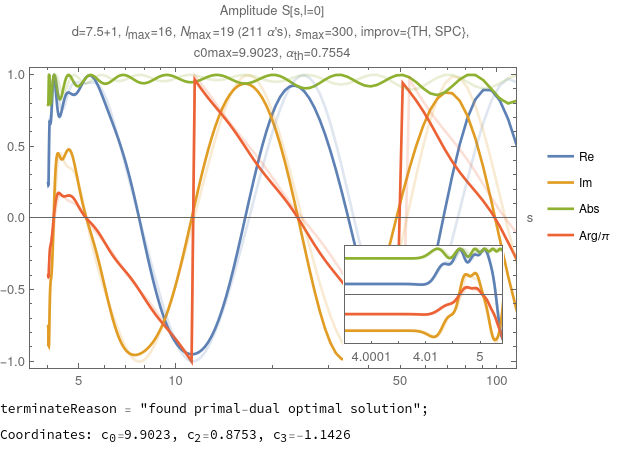 Amplitude S[s,l=0]
d=7.5+1, lmax=16, Nmax=19 (211 α's), smax=300, improv={TH, SPC},
c0max=9.9023, αth=0.7554
1.0
0.5
0.0
-0.5
-1.0
5
10
50
100
s
Re
Im
Abs
Arg/π
4.0001
4.01
5
terminateReason = "found primal-dual optimal solution";
Coordinates: c0=9.9023, c2=0.8753, c3=-1.1426